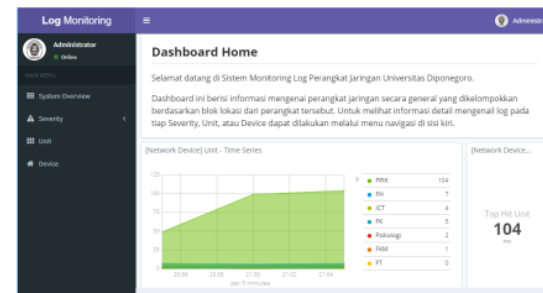 Log Monitoring
Administrator
Administrator
Online
MAIN MENU
System Overview
Severity
Unit
Device
Dashboard Home
Selamat datang di Sistem Monitoring Log Perangkat Jaringan Universitas Diponegoro.
Dashboard ini berisi informasi mengenai perangkat jaringan secara general yang dikelompokkan
berdasarkan blok lokasi dari perangkat tersebut. Untuk melihat informasi detail mengenail log pada
tiap Severity, Unit, atau Device dapat dilakukan melalui menu navigasi di sisi kiri.
[Network Device] Unit - Time Series
125
100
75
50
25
0
20:56 20:58 21:00 21:02 21:04
per 5 minutes
FPIK 104
FH 7
ICT 4
FK 5
Psikologi 2
FKM 1
FT 0
[Network Device...
Top Hit Unit
104